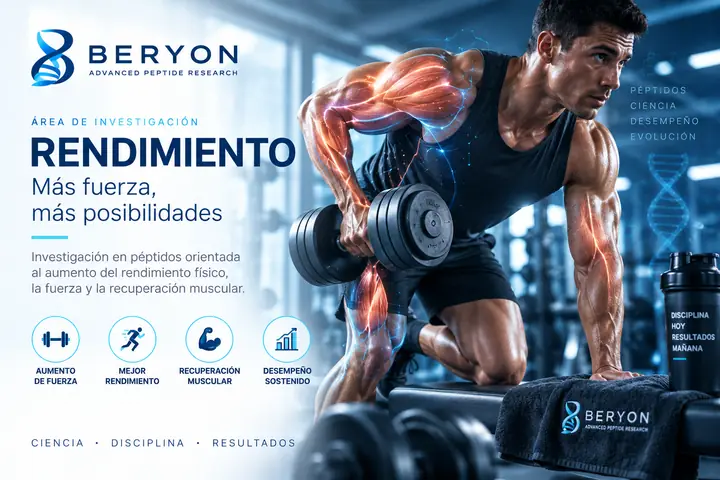 BERYON
ADVANCED PEPTIDE RESEARCH
ÁREA DE INVESTIGACIÓN
RENDIMIENTO
Más fuerza,
más posibilidades
Investigación en péptidos orientada
al aumento del rendimiento físico,
la fuerza y la recuperación muscular.
AUMENTO
DE FUERZA
MEJOR
RENDIMIENTO
RECUPERACIÓN
MUSCULAR
DESEMPEÑO
SOSTENIDO
CIENCIA • DISCIPLINA • RESULTADOS
PÉPTIDOS
CIENCIA
DESEMPEÑO
EVOLUCIÓN
DISCIPLINA
HOY
RESULTADOS
MAÑANA
BERYON
ADVANCED PEPTIDE RESEARCH